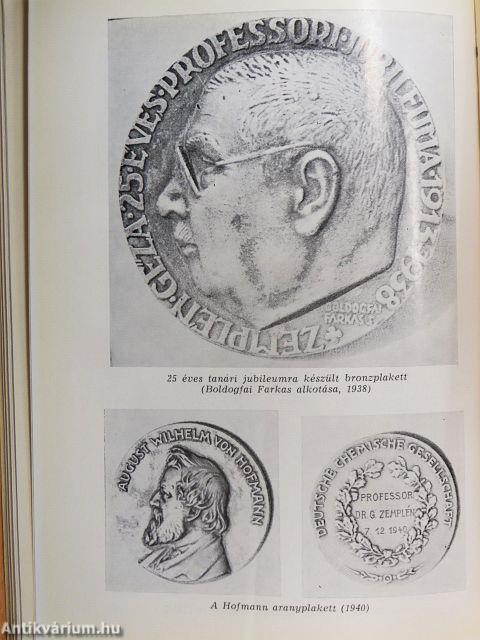 ZEMPLÉN·GÉZA·25·ÉVES·PROFESSORI·JUBILEUMA·1913·1938
BOLDOGFAI
FARKAS S
25 éves tanári jubileumra készült bronzplakett
(Boldogfai Farkas alkotása, 1938)
AUGUST WILHELM VON HOFMANN
DEUTSCHE CHEMISCHE GESELLSCHAFT
PROFESSOR
DR. G. ZEMPLÉN
7. 12. 1940
A Hofmann aranyplakett (1940)
Antikvárium.hu